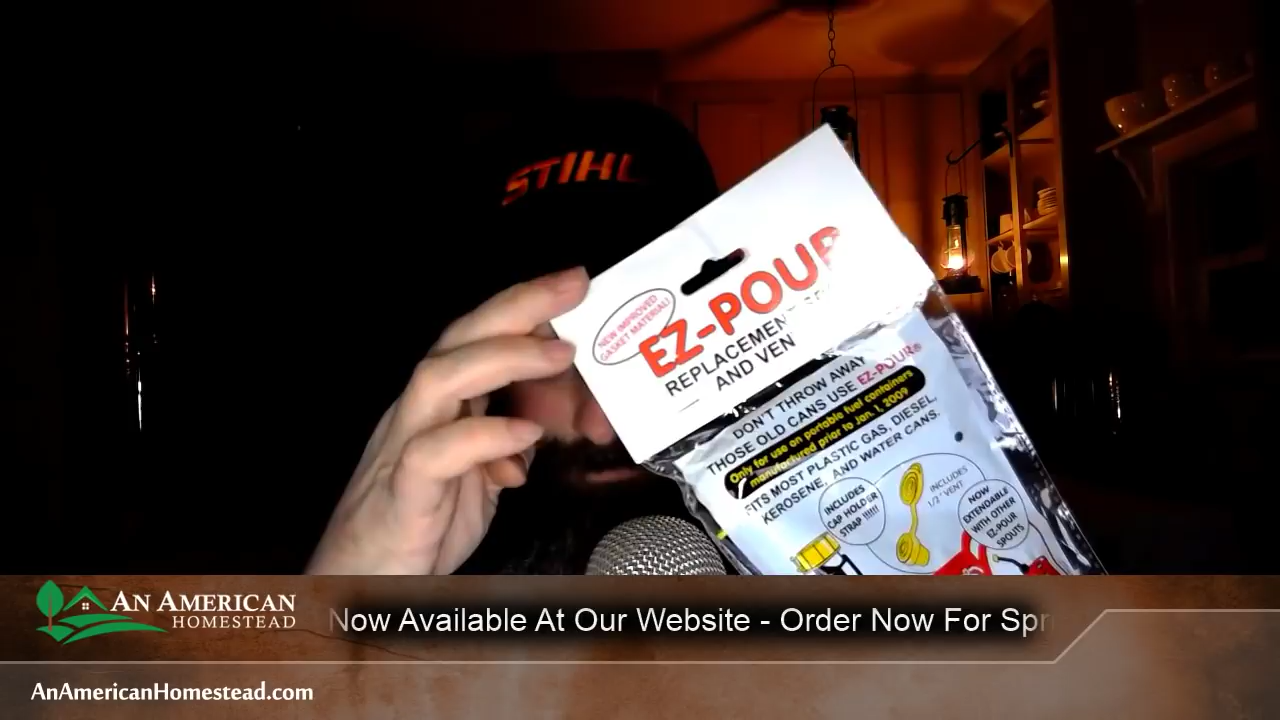 STIHL
NEW IMPROVED
GASKET MATERIAL!
EZ-POUR
REPLACEMENT
AND VEN
DON'T THROW AWAY
THOSE OLD CANS USE EZ-POUR®
Only for use on portable fuel containers
manufactured prior to Jan. 1, 2009
FITS MOST PLASTIC GAS, DIESEL,
KEROSENE, AND WATER CANS.
INCLUDES
CAP HOLDER
STRAP !!!!!!
INCLUDES
1/2" VENT
NOW
EXTENDABLE
WITH OTHER
EZ-POUR
SPOUTS
AN AMERICAN
HOMESTEAD
Now Available At Our Website - Order Now For Spr
AnAmericanHomestead.com